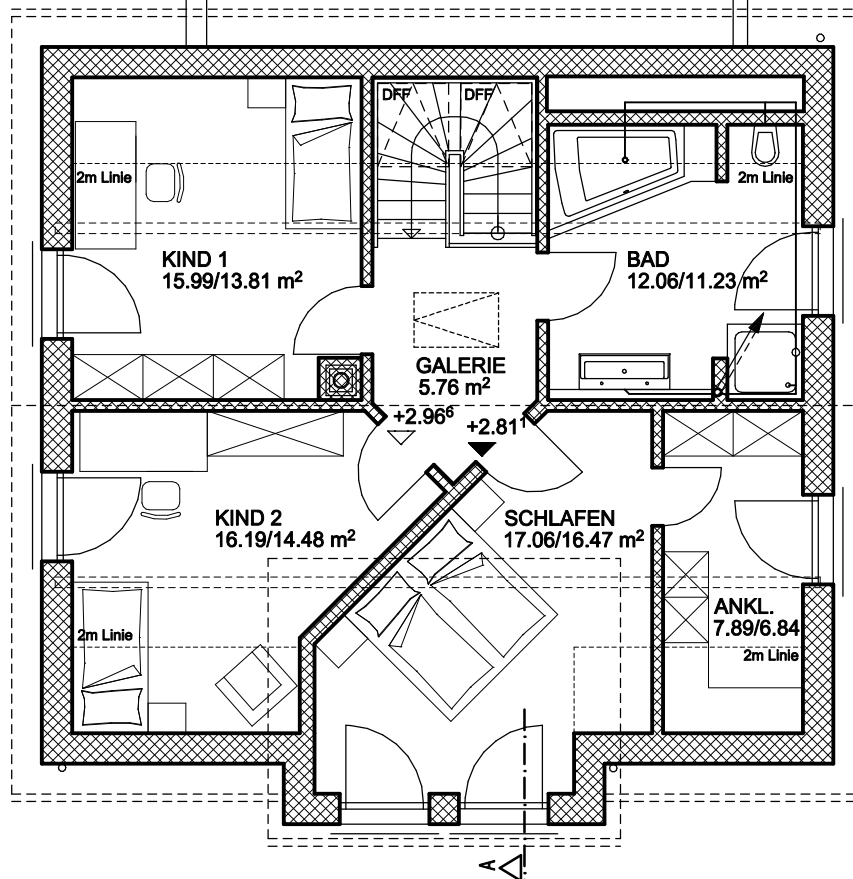 DFF
DFF
2m Linie
2m Linie
KIND 1
15.99/13.81 m²
BAD
12.06/11.23 m²
GALERIE
5.76 m²
+2.96⁶
+2.81¹
KIND 2
16.19/14.48 m²
SCHLAFEN
17.06/16.47 m²
ANKL.
7.89/6.84
2m Linie
2m Linie
A